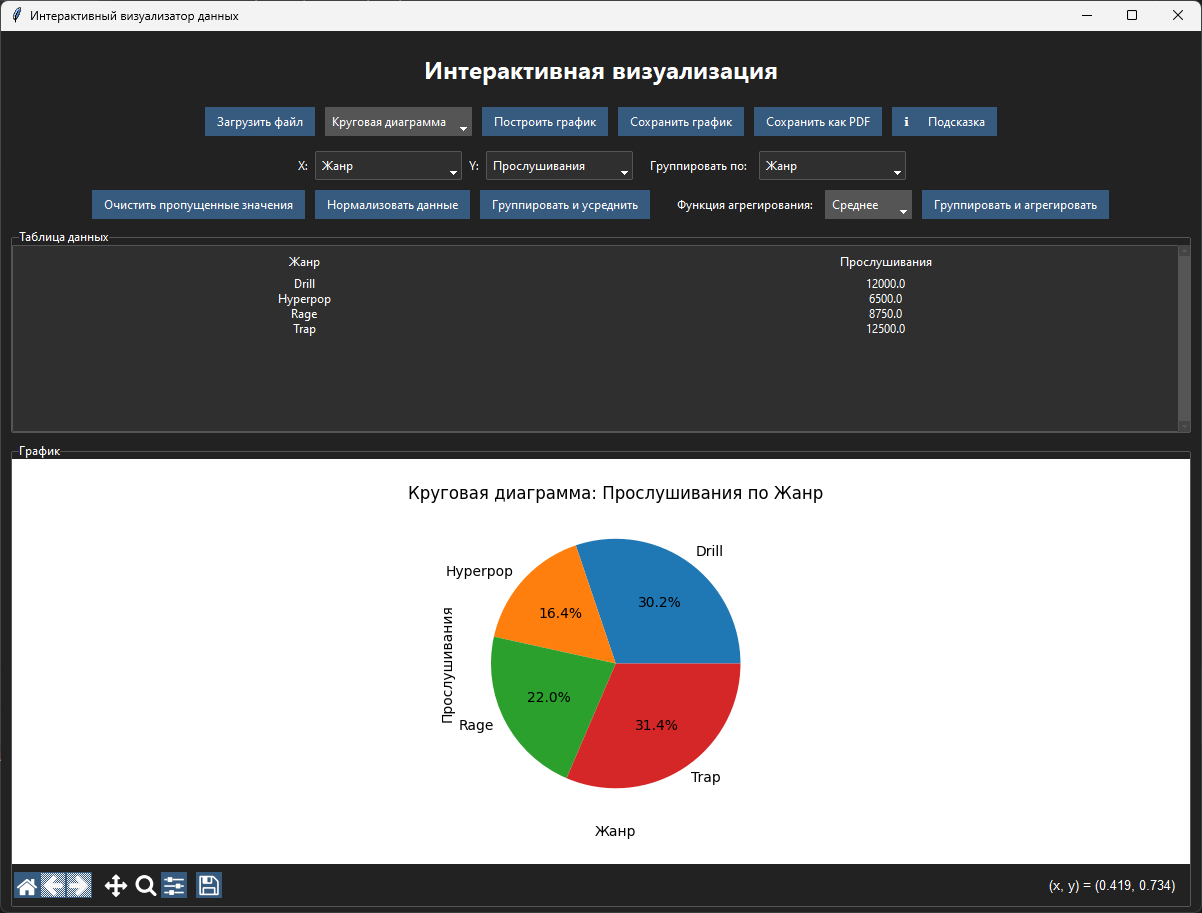 Интерактивный визуализатор данных
Интерактивная визуализация
Загрузить файл Круговая диаграмма Построить график Сохранить график Сохранить как PDF i Подсказка
X: Жанр Y: Прослушивания Группировать по: Жанр
Очистить пропущенные значения Нормализовать данные Группировать и усреднить Функция агрегирования: Среднее Группировать и агрегировать
Таблица данных
Жанр Прослушивания
Drill 12000.0
Hyperpop 6500.0
Rage 8750.0
Trap 12500.0
График
Круговая диаграмма: Прослушивания по Жанр
Drill
Hyperpop
30.2%
16.4%
Прослушивания
22.0%
Rage
31.4%
Trap
Жанр
(x, y) = (0.419, 0.734)